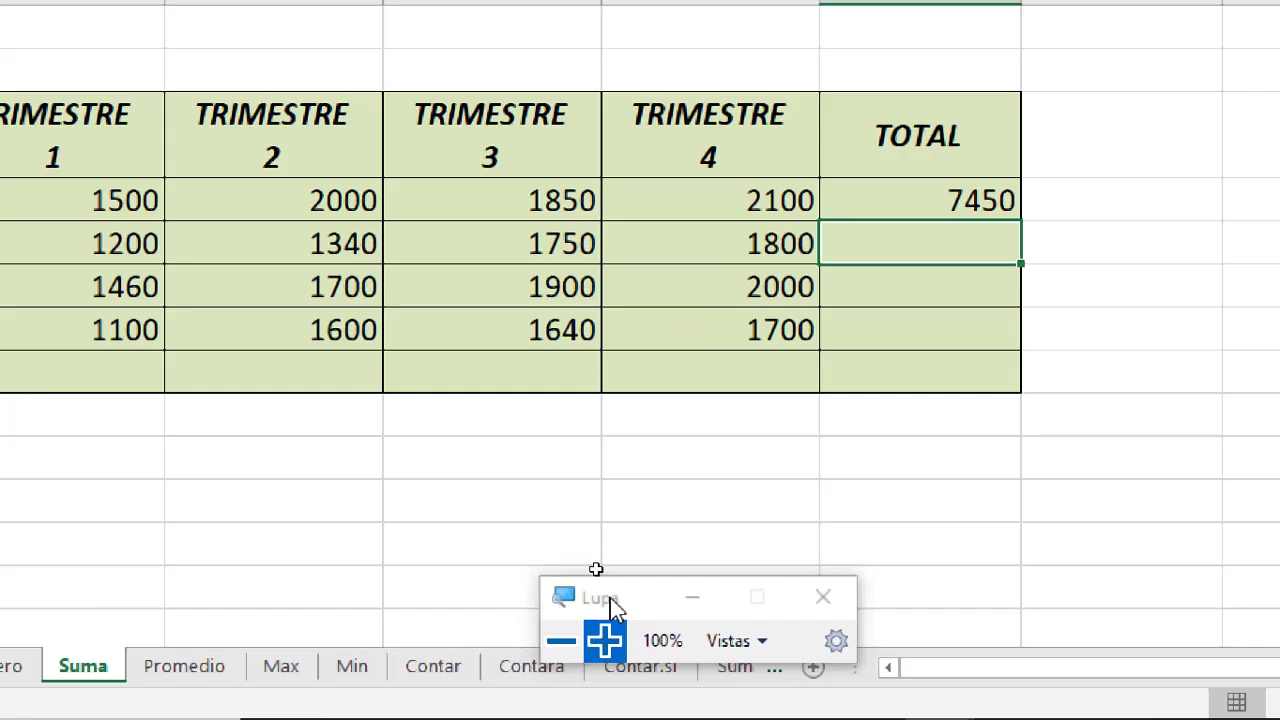 RIMESTRE 1 TRIMESTRE 2 TRIMESTRE 3 TRIMESTRE 4 TOTAL
1500 2000 1850 2100 7450
1200 1340 1750 1800
1460 1700 1900 2000
1100 1600 1640 1700
Lupa
100% Vistas
ero Suma Promedio Max Min Contar Contara Contar.si Sum ...